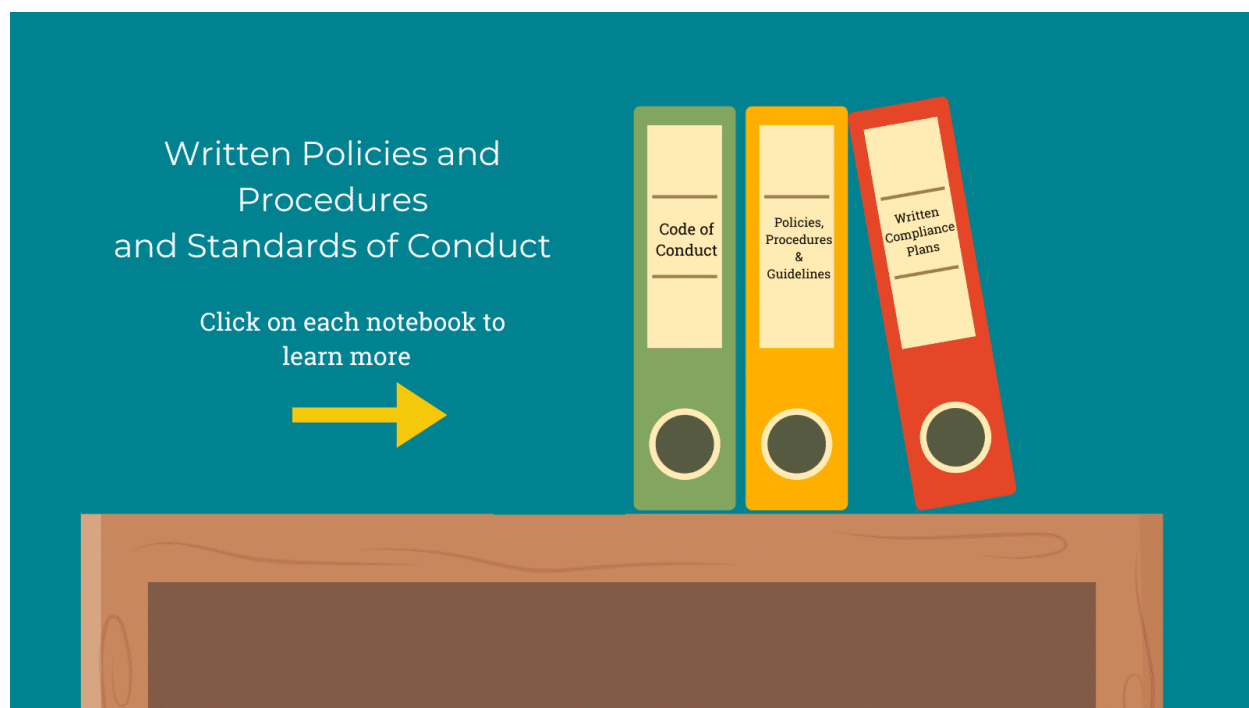 Written Policies and
Procedures
and Standards of Conduct
Click on each notebook to
learn more
Code of
Conduct
Policies,
Procedures
&
Guidelines
Written
Compliance
Plans